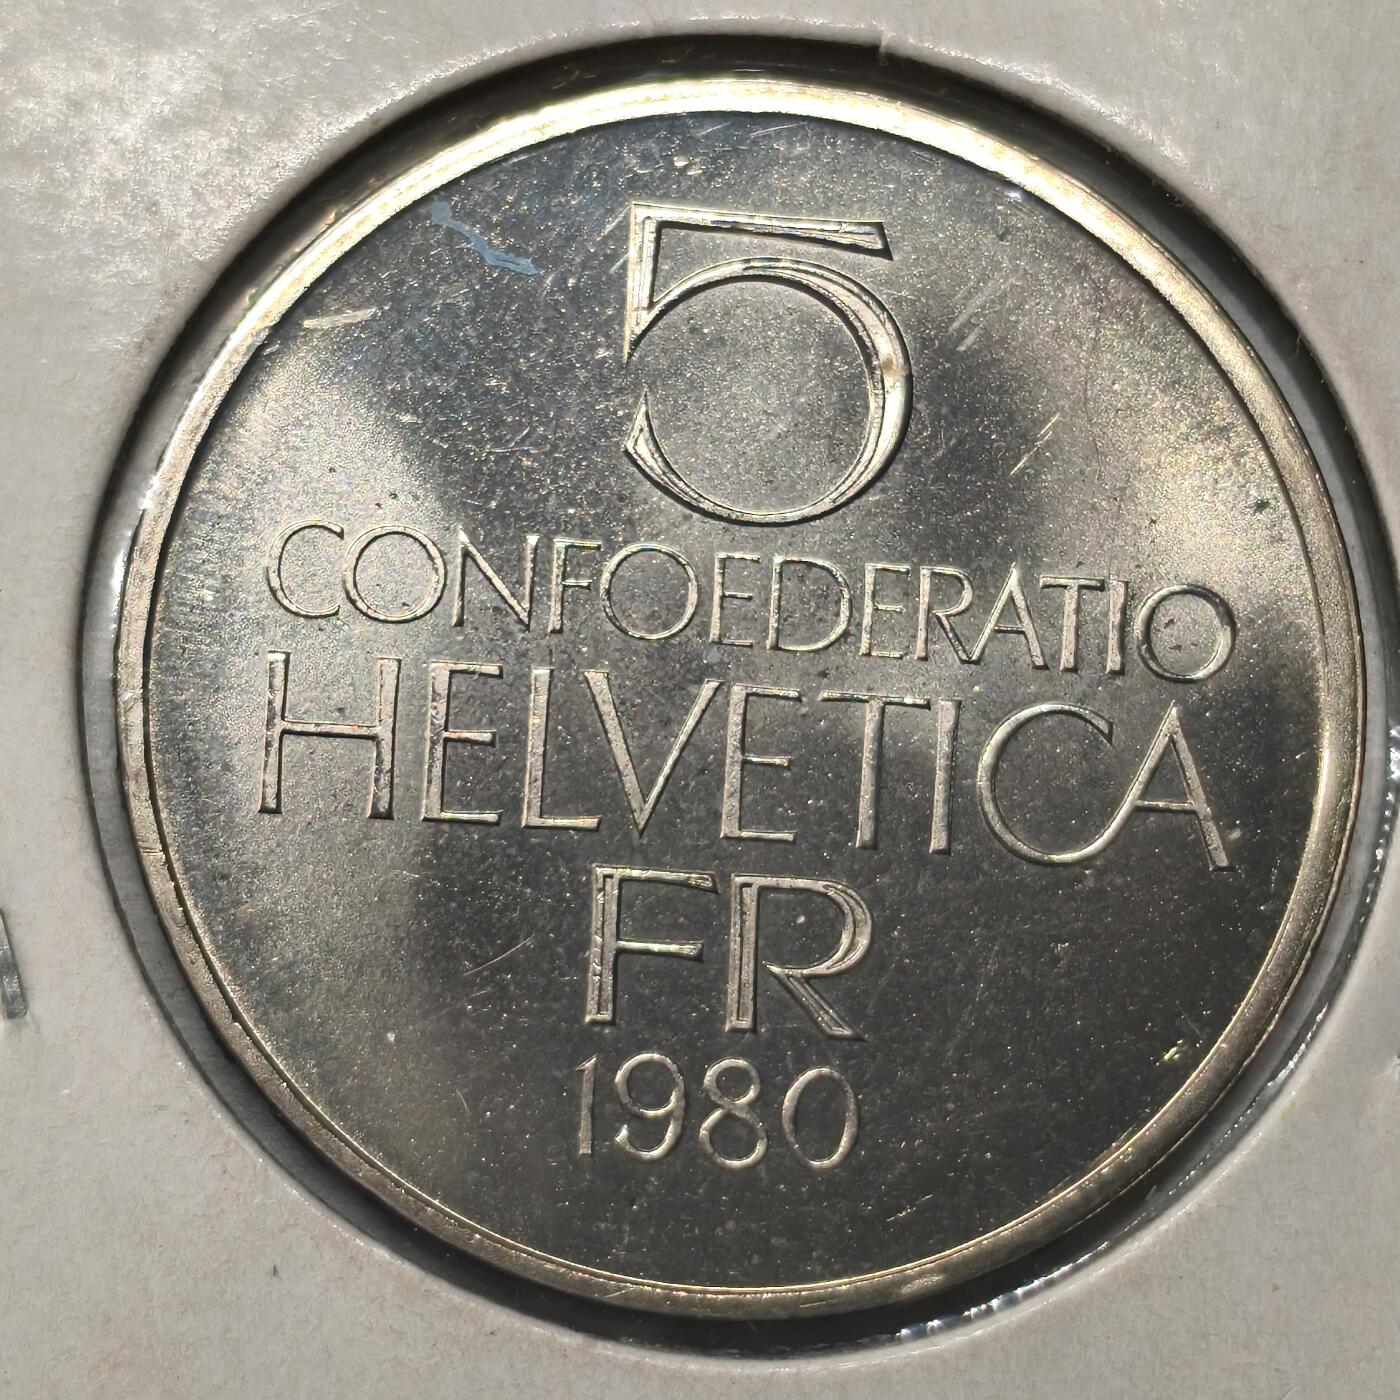 5
CONFOEDERATIO
HELVETICA
FR
1980